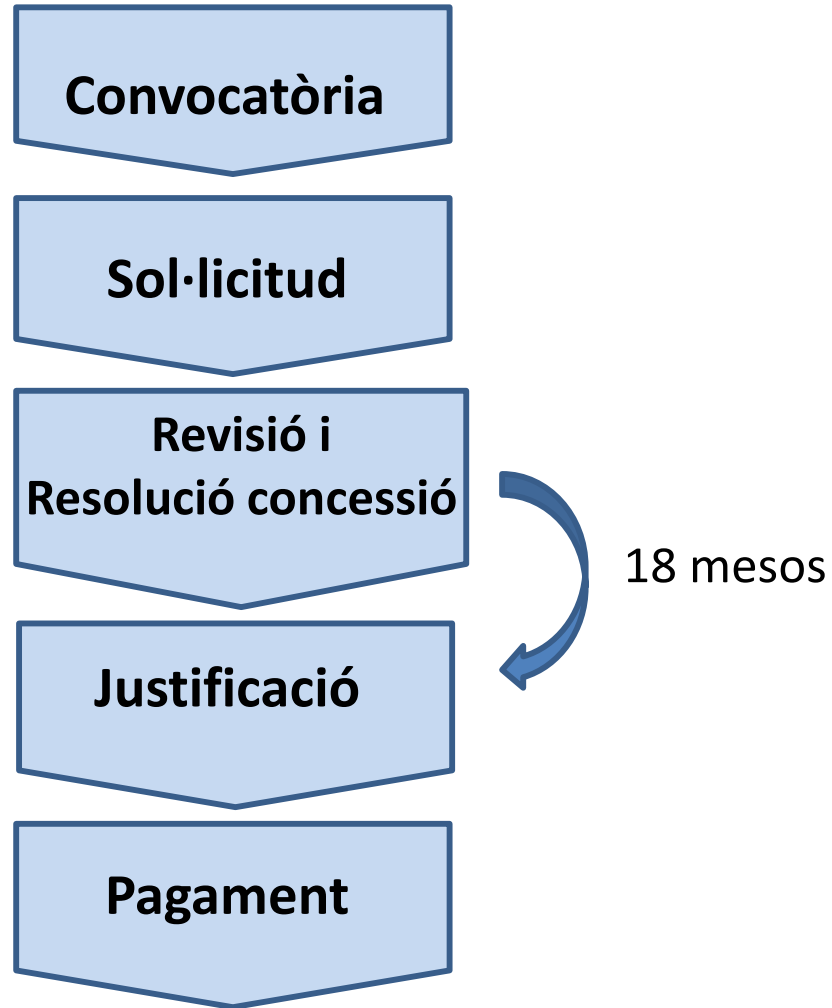 Convocatòria
Sol·licitud
Revisió i
Resolució concessió
18 mesos
Justificació
Pagament